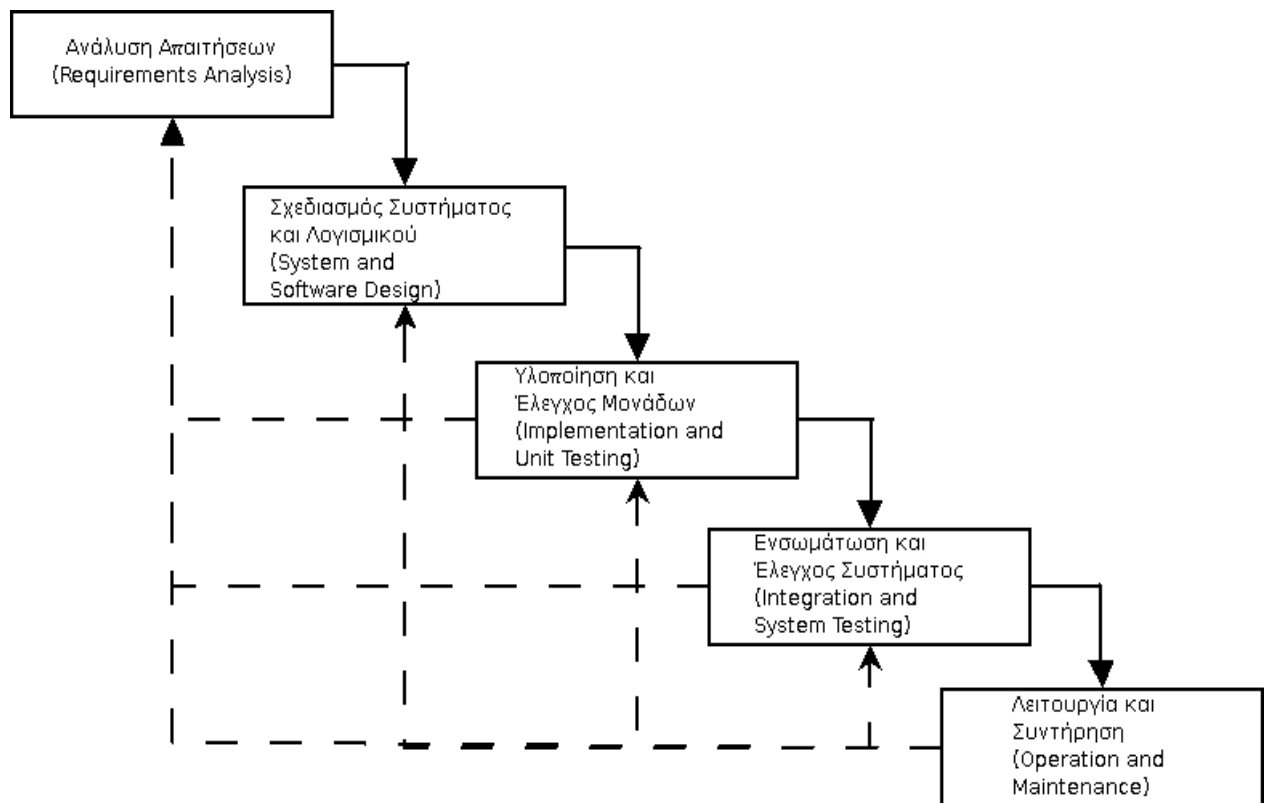 Ανάλυση Απαιτήσεων
(Requirements Analysis)
Σχεδιασμός Συστήματος
και Λογισμικού
(System and
Software Design)
Υλοποίηση και
Έλεγχος Μονάδων
(Implementation and
Unit Testing)
Ενσωμάτωση και
Έλεγχος Συστήματος
(Integration and
System Testing)
Λειτουργία και
Συντήρηση
(Operation and
Maintenance)